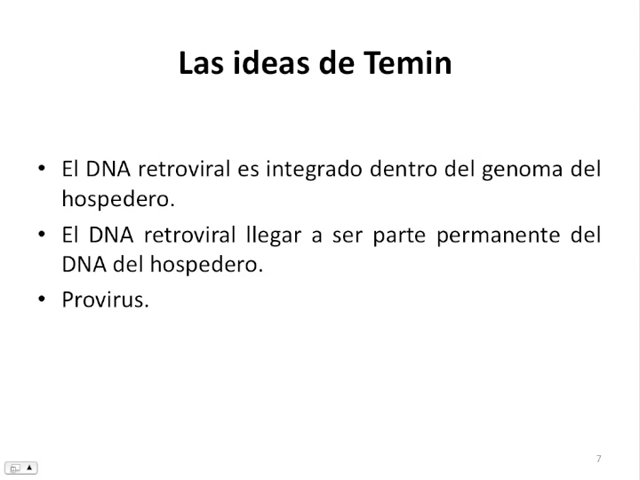 Las ideas de Temin
• El DNA retroviral es integrado dentro del genoma del
hospedero.
• El DNA retroviral llegar a ser parte permanente del
DNA del hospedero.
• Provirus.
7